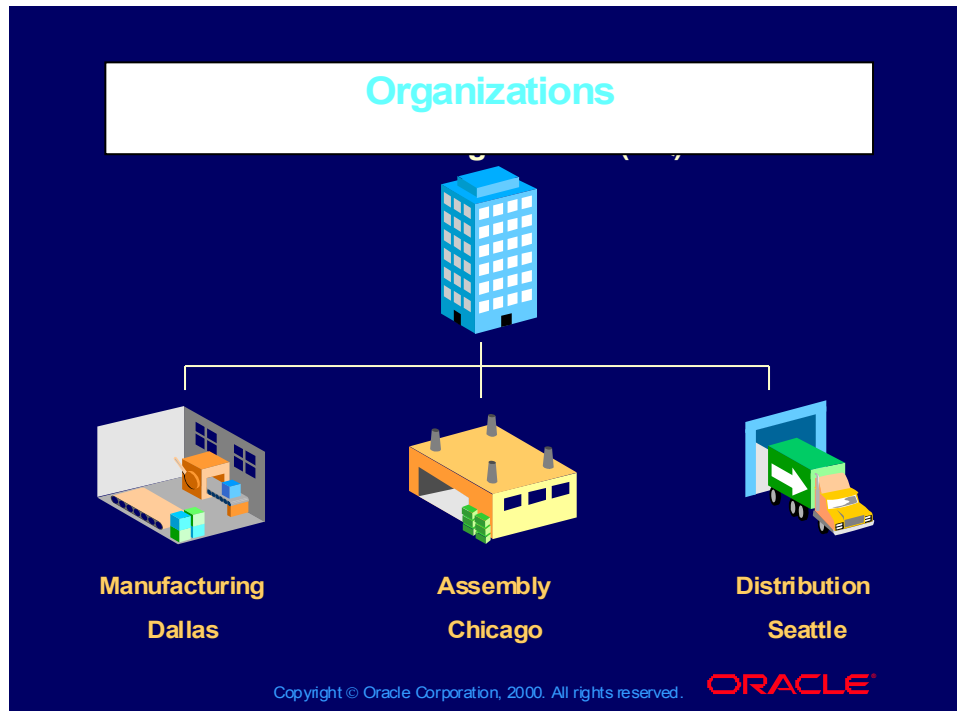 Organizations
Manufacturing
Assembly
Distribution
Dallas
Chicago
Seattle
Copyright © Oracle Corporation, 2000. All rights reserved.
ORACLE®